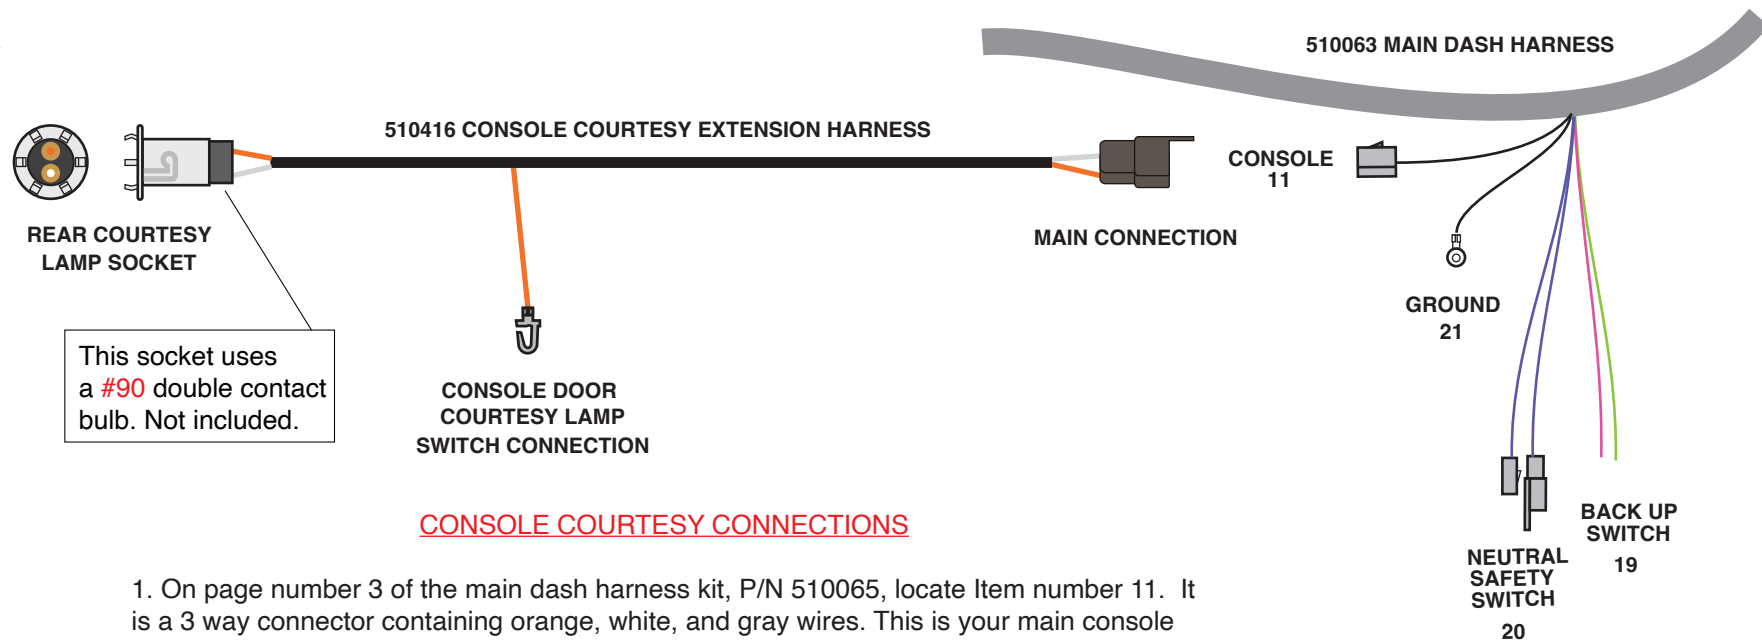 510063 MAIN DASH HARNESS
510416 CONSOLE COURTESY EXTENSION HARNESS
CONSOLE
11
REAR COURTESY
LAMP SOCKET
MAIN CONNECTION
GROUND
21
This socket uses
a #90 double contact
bulb. Not included.
CONSOLE DOOR
COURTESY LAMP
SWITCH CONNECTION
BACK UP
SWITCH
19
NEUTRAL
SAFETY
SWITCH
20
CONSOLE COURTESY CONNECTIONS
1. On page number 3 of the main dash harness kit, P/N 510065, locate Item number 11. It
is a 3 way connector containing orange, white, and gray wires. This is your main console